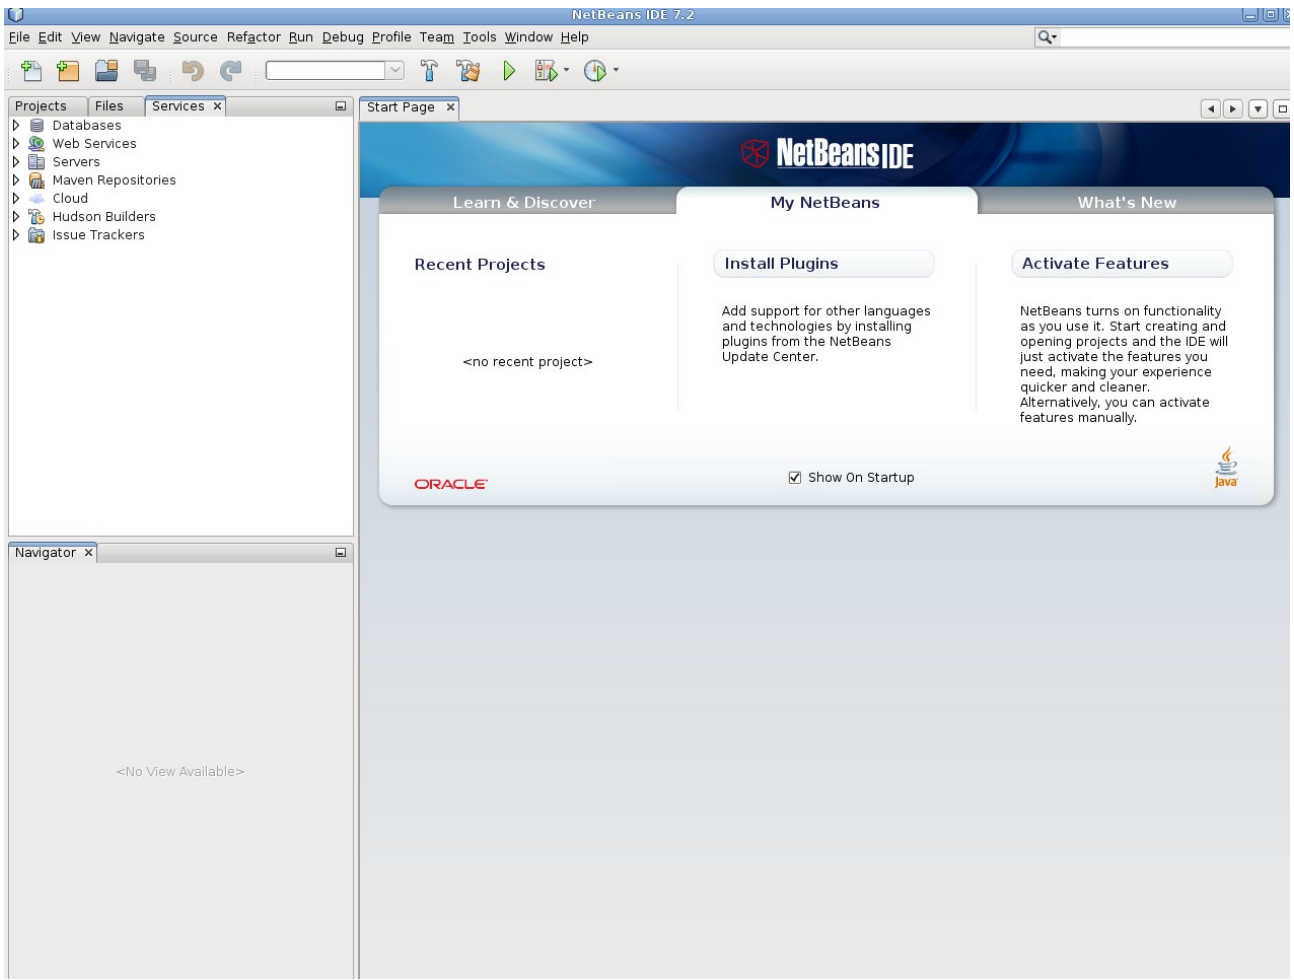 NetBeans IDE 7.2
File Edit View Navigate Source Refactor Run Debug Profile Team Tools Window Help
Projects Files Services
Databases
Web Services
Servers
Maven Repositories
Cloud
Hudson Builders
Issue Trackers
Navigator
<No View Available>
Start Page
NetBeans IDE
Learn & Discover My NetBeans What's New
Recent Projects
<no recent project>
Install Plugins
Add support for other languages
and technologies by installing
plugins from the NetBeans
Update Center.
Activate Features
NetBeans turns on functionality
as you use it. Start creating and
opening projects and the IDE will
just activate the features you
need, making your experience
quicker and cleaner.
Alternatively, you can activate
features manually.
ORACLE
Show On Startup
Java